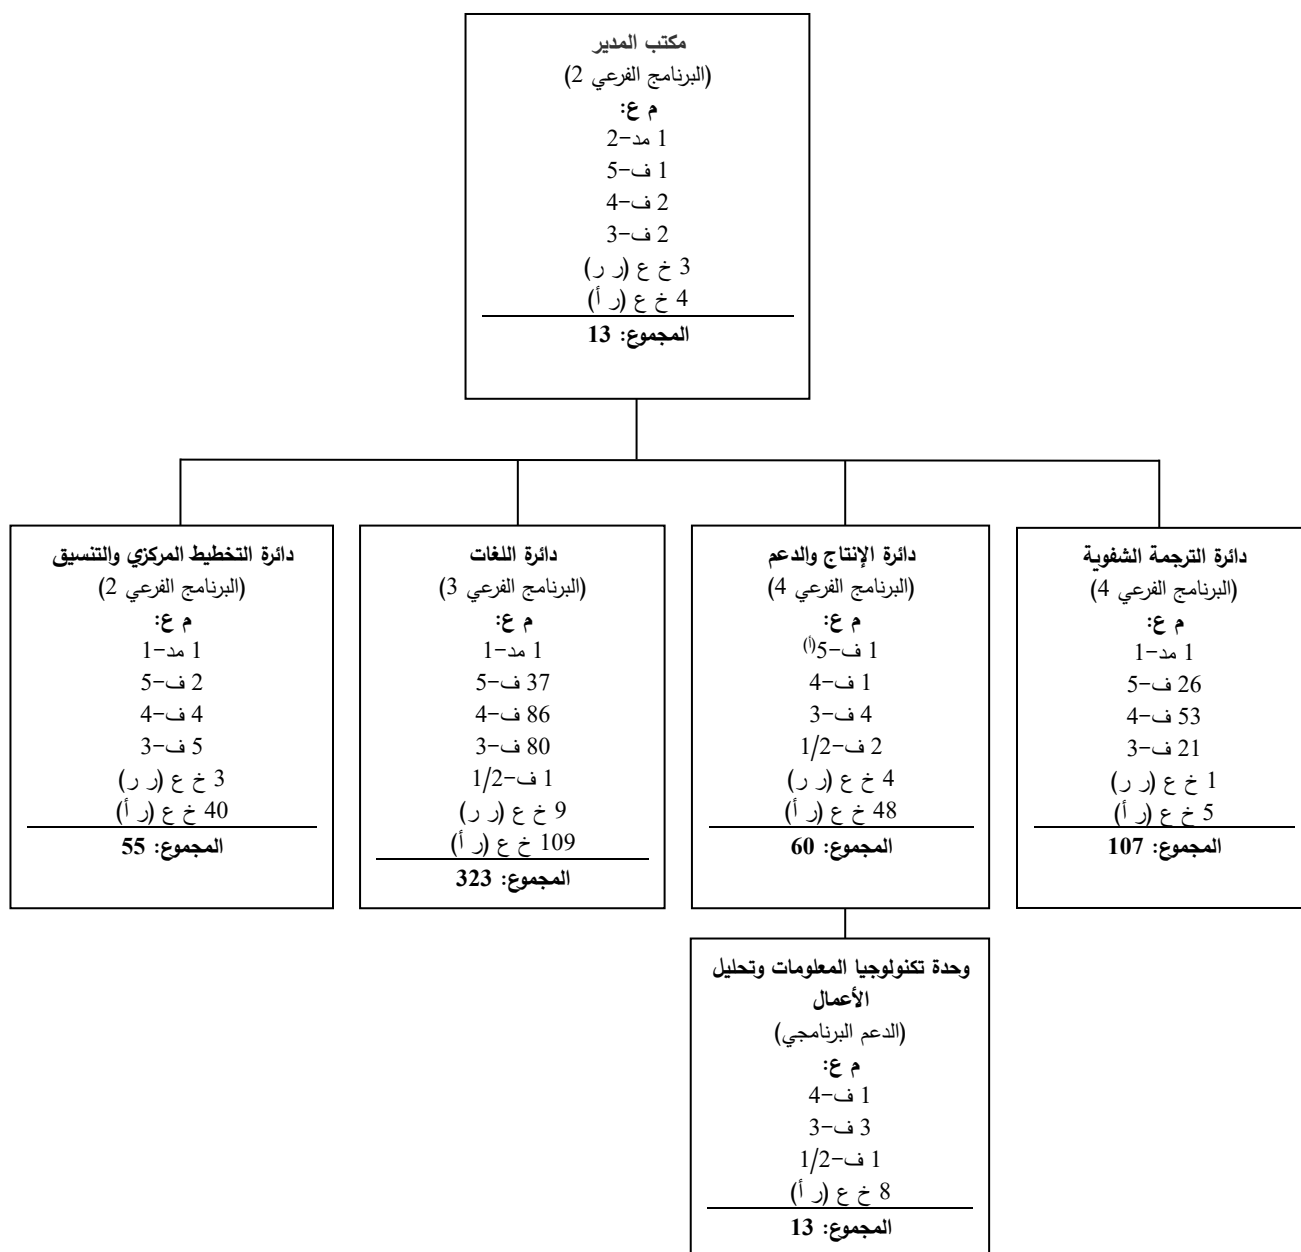 مكتب المدير
(البرنامج الفرعي 2)
م ع:
1 مد-2
1 ف-5
2 ف-4
2 ف-3
3 خ ع (ر ر)
4 خ ع (ر أ)
المجموع: 13
دائرة الترجمة الشفوية
(البرنامج الفرعي 4)
م ع:
1 مد-1
26 ف-5
53 ف-4
21 ف-3
1 خ ع (ر ر)
5 خ ع (ر أ)
المجموع: 107
دائرة الإنتاج والدعم
(البرنامج الفرعي 4)
م ع:
1 ف-5(أ)
1 ف-4
4 ف-3
2 ف-1/2
4 خ ع (ر ر)
48 خ ع (ر أ)
المجموع: 60
دائرة اللغات
(البرنامج الفرعي 3)
م ع:
1 مد-1
37 ف-5
86 ف-4
80 ف-3
1 ف-1/2
9 خ ع (ر ر)
109 خ ع (ر أ)
المجموع: 323
دائرة التخطيط المركزي والتنسيق
(البرنامج الفرعي 2)
م ع:
1 مد-1
2 ف-5
4 ف-4
5 ف-3
3 خ ع (ر ر)
40 خ ع (ر أ)
المجموع: 55
وحدة تكنولوجيا المعلومات وتحليل
الأعمال
(الدعم البرنامجي)
م ع:
1 ف-4
3 ف-3
1 ف-1/2
8 خ ع (ر أ)
المجموع: 13